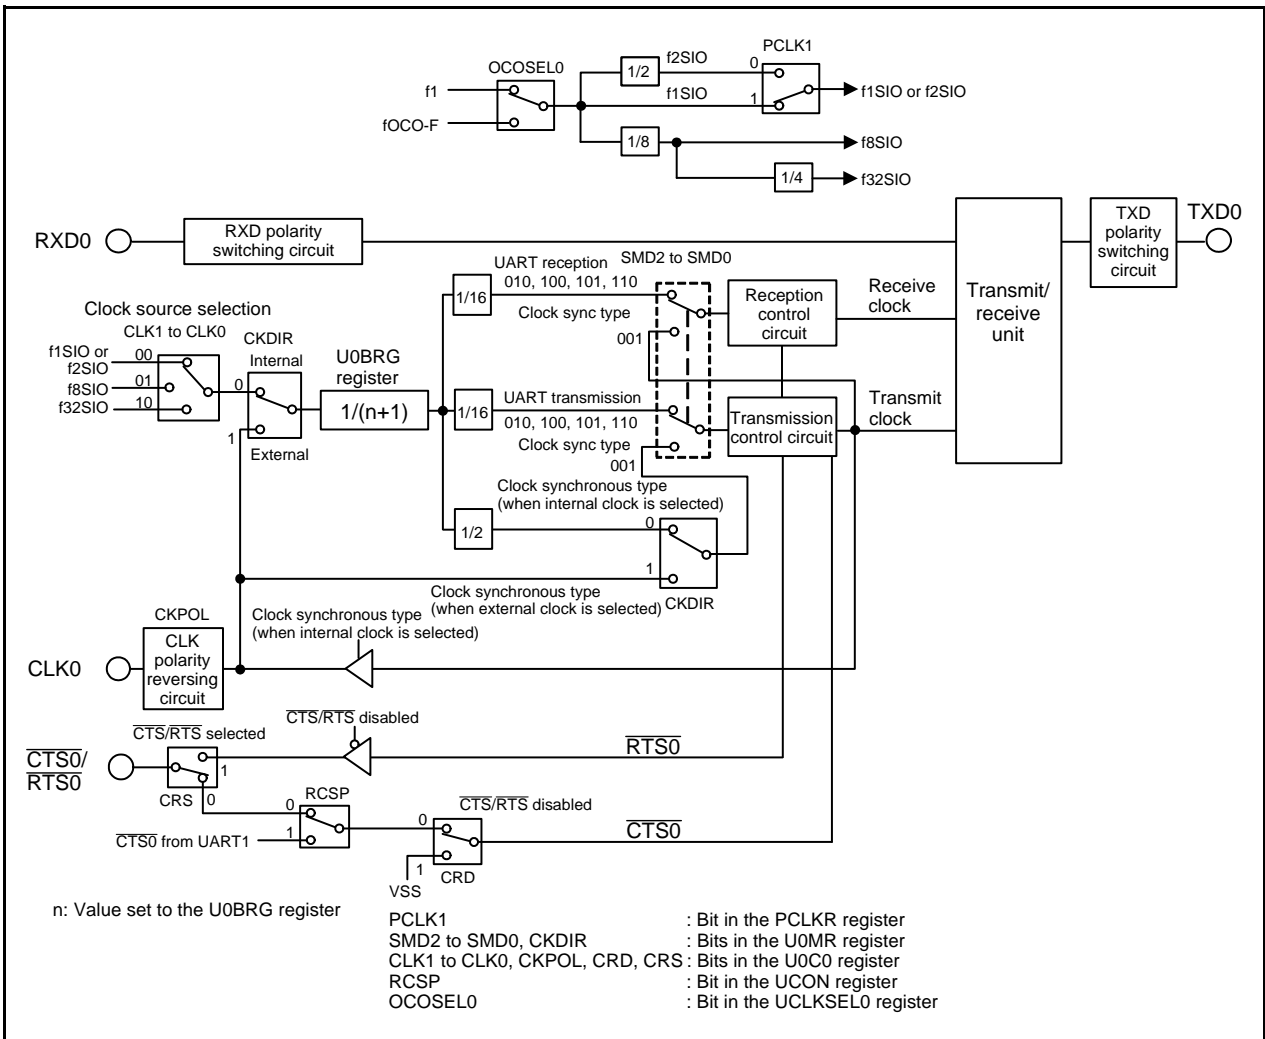 PCLK1
f2SIO
OCOSEL0
0
1/2
f1
f1SIO
1
f1SIO or f2SIO
fOCO-F
1/8
f8SIO
1/4
f32SIO
RXD0
RXD polarity
switching circuit
TXD
polarity
switching
circuit
TXD0
UART reception
SMD2 to SMD0
010, 100, 101, 110
1/16
Clock sync type
001
Reception
control
circuit
Receive
clock
Transmit/
receive
unit
Clock source selection
CLK1 to CLK0
CKDIR
Internal
f1SIO or
f2SIO
00
f8SIO
01
f32SIO
10
0
1
External
U0BRG
register
1/(n+1)
1/16
UART transmission
010, 100, 101, 110
Clock sync type
001
Transmission
control circuit
Transmit
clock
Clock synchronous type
(when internal clock is selected)
1/2
0
1
CKDIR
Clock synchronous type
(when external clock is selected)
CKPOL
Clock synchronous type
(when internal clock is selected)
CLK0
CLK
polarity
reversing
circuit
CTS/RTS disabled
CTS/RTS selected
CTS0/
RTS0
1
RTS0
CRS
0
RCSP
0
1
CTS0 from UART1
CTS/RTS disabled
0
CTS0
1
VSS
CRD
n: Value set to the U0BRG register
PCLK1 : Bit in the PCLKR register
SMD2 to SMD0, CKDIR : Bits in the U0MR register
CLK1 to CLK0, CKPOL, CRD, CRS : Bits in the U0C0 register
RCSP : Bit in the UCON register
OCOSEL0 : Bit in the UCLKSEL0 register